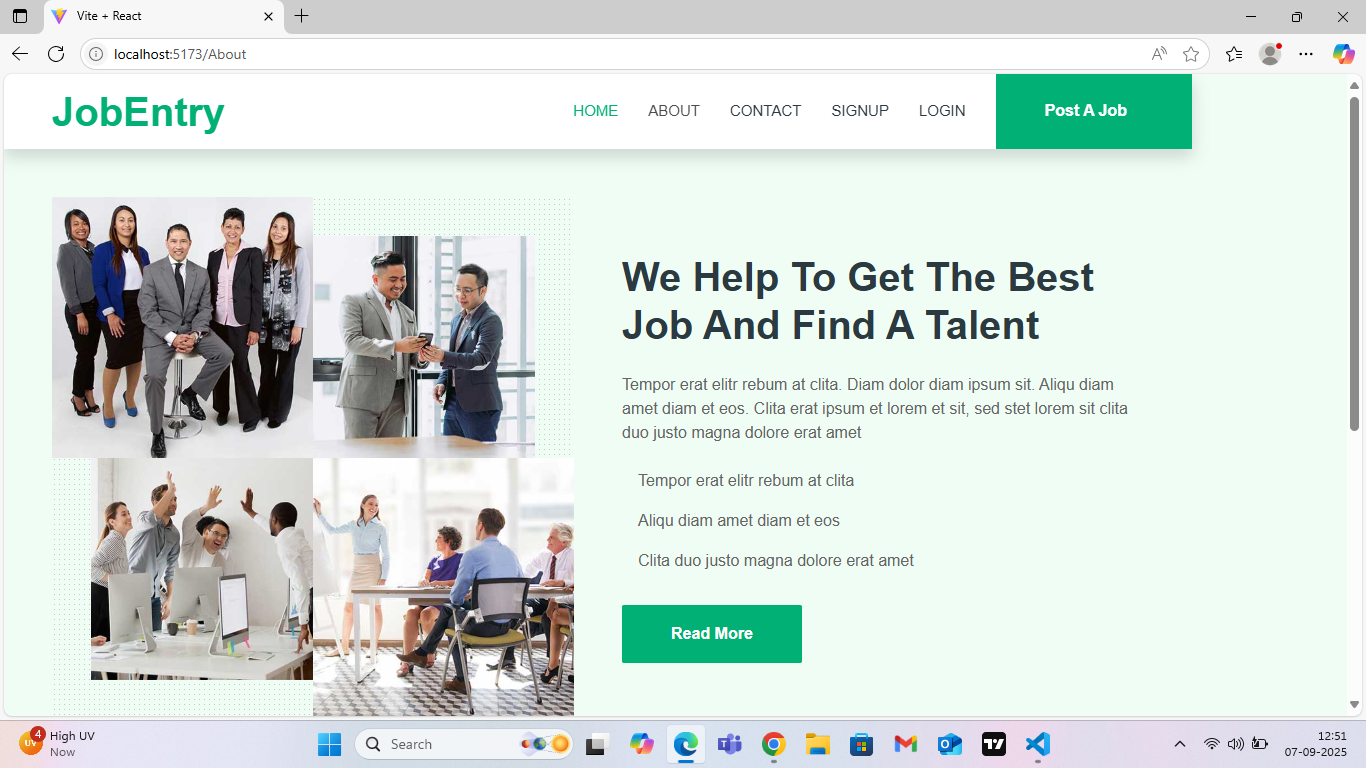 Vite + React
localhost:5173/About
JobEntry
HOME
ABOUT
CONTACT
SIGNUP
LOGIN
Post A Job
We Help To Get The Best
Job And Find A Talent
Tempor erat elitr rebum at clita. Diam dolor diam ipsum sit. Aliqu diam
amet diam et eos. Clita erat ipsum et lorem et sit, sed stet lorem sit clita
duo justo magna dolore erat amet
Tempor erat elitr rebum at clita
Aliqu diam amet diam et eos
Clita duo justo magna dolore erat amet
Read More
4
UV
High UV
Now
Search
12:51
07-09-2025